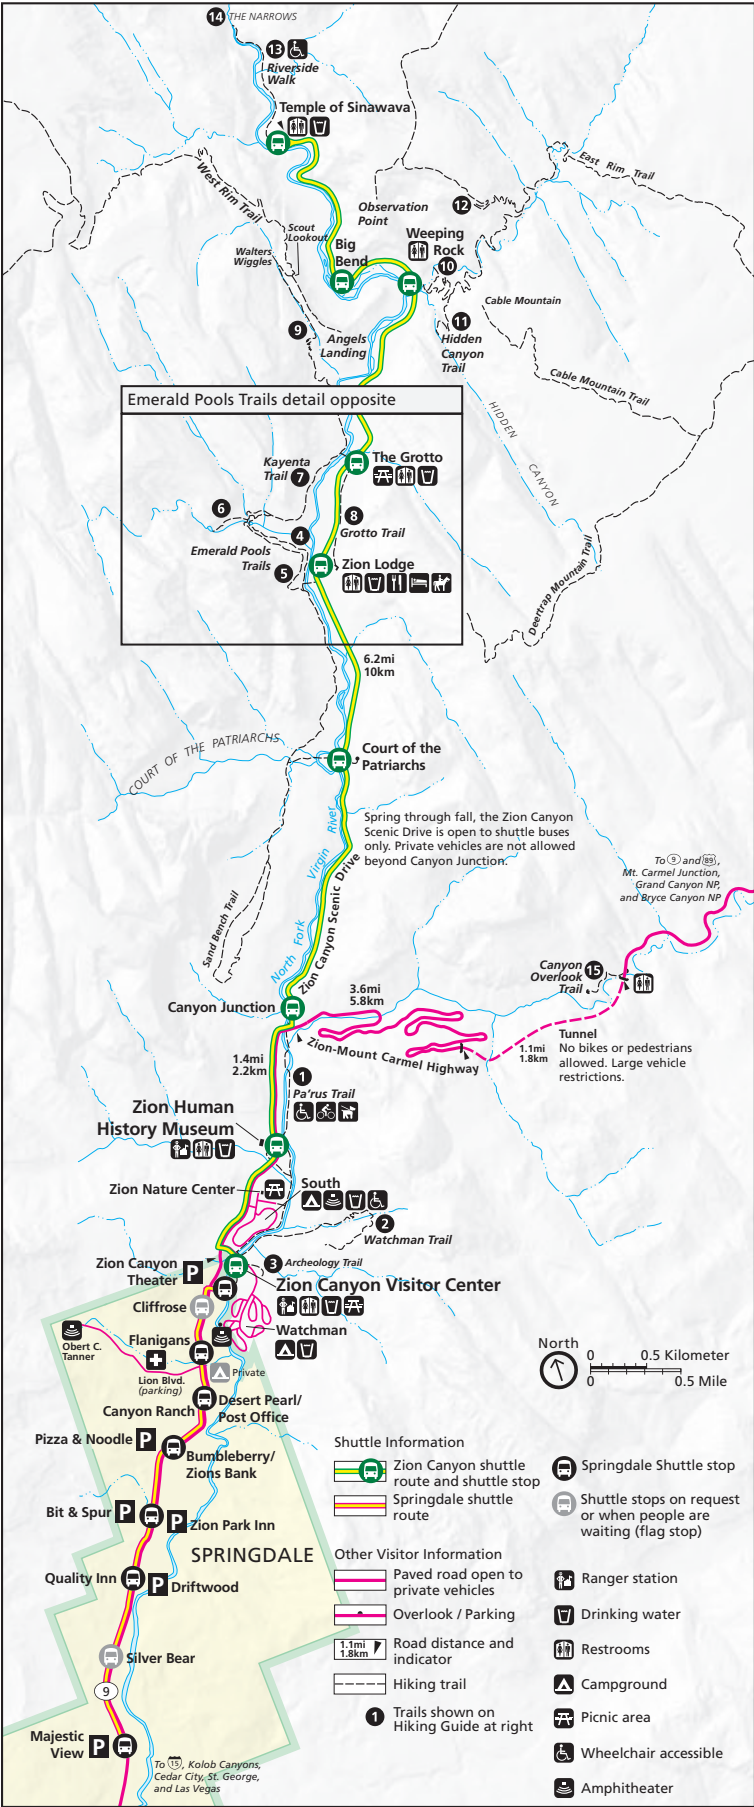 14 THE NARROWS
13
Riverside
Walk
Temple of Sinawava
East Rim Trail
West Rim Trail
Observation
Point
12
Scout
Lookout
Walters
Wiggles
Big
Bend
Weeping
Rock
10
Cable Mountain
9
Angels
Landing
11
Hidden
Canyon
Trail
Cable Mountain Trail
Emerald Pools Trails detail opposite
HIDDEN
CANYON
Kayenta
Trail 7
The Grotto
6
8
Grotto Trail
4
Emerald Pools
Trails
5
Zion Lodge
Deertrap Mountain Trail
6.2mi
10km
COURT OF THE PATRIARCHS
Court of the
Patriarchs
Spring through fall, the Zion Canyon
Scenic Drive is open to shuttle buses
only. Private vehicles are not allowed
beyond Canyon Junction.
North Fork Virgin River
Zion Canyon Scenic Drive
To 9 and 89,
Mt. Carmel Junction,
Grand Canyon NP,
and Bryce Canyon NP
Sand Bench Trail
Canyon
Overlook
Trail
15
Canyon Junction
3.6mi
5.8km
Zion-Mount Carmel Highway
1.1mi
1.8km
Tunnel
No bikes or pedestrians
allowed. Large vehicle
restrictions.
1.4mi
2.2km
1
Pa'rus Trail
Zion Human
History Museum
Zion Nature Center
South
2
Watchman Trail
Zion Canyon
Theater
P
3 Archeology Trail
Zion Canyon Visitor Center
Cliffrose
Obert C.
Tanner
Flanigans
Watchman
Lion Blvd.
(parking)
Private
Canyon Ranch
Desert Pearl/
Post Office
Pizza & Noodle P
Bumbleberry/
Zions Bank
Bit & Spur P
P Zion Park Inn
SPRINGDALE
Quality Inn
P Driftwood
Silver Bear
9
Majestic
View
P
To 15, Kolob Canyons,
Cedar City, St. George,
and Las Vegas
North
0 0.5 Kilometer
0 0.5 Mile
Shuttle Information
Zion Canyon shuttle
route and shuttle stop
Springdale shuttle
route
Springdale Shuttle stop
Shuttle stops on request
or when people are
waiting (flag stop)
Other Visitor Information
Paved road open to
private vehicles
Overlook / Parking
1.1mi
1.8km
Road distance and
indicator
Hiking trail
1 Trails shown on
Hiking Guide at right
Ranger station
Drinking water
Restrooms
Campground
Picnic area
Wheelchair accessible
Amphitheater